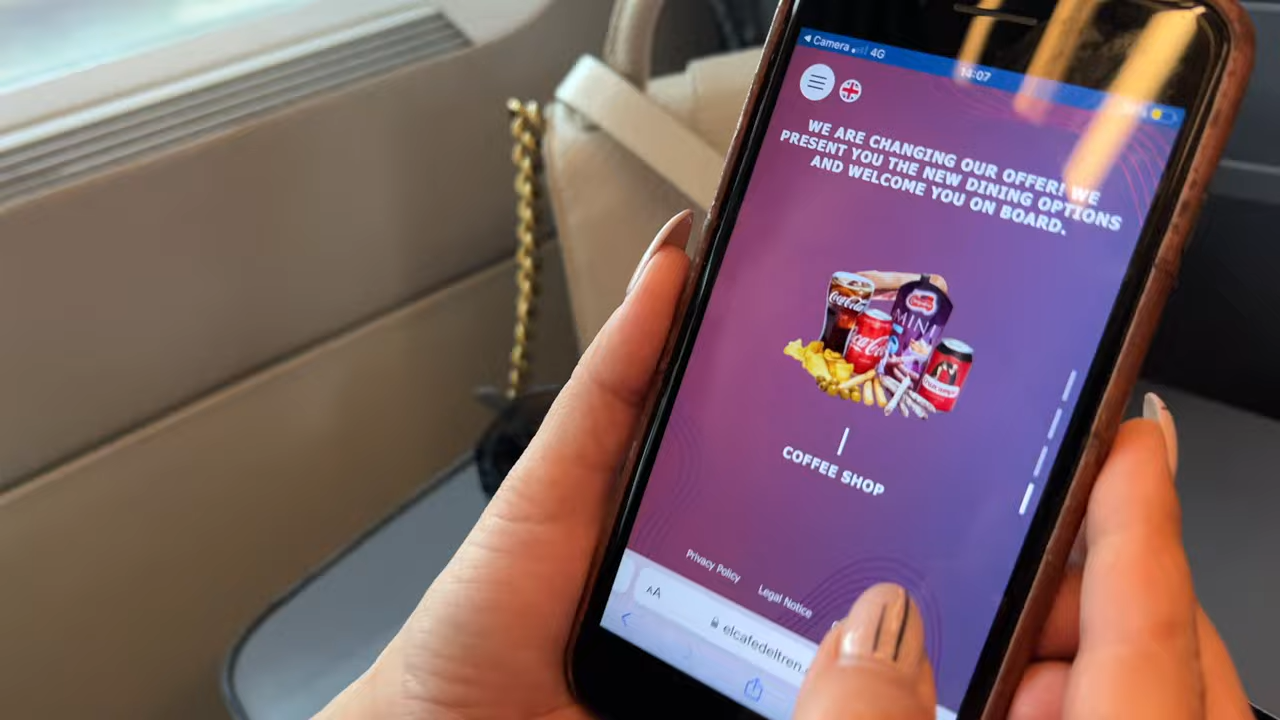 Camera 4G
14:07
WE ARE CHANGING OUR OFFER! WE
PRESENT YOU THE NEW DINING OPTIONS
AND WELCOME YOU ON BOARD.
Coca-Cola
MINI
Coca-Cola
COFFEE SHOP
Privacy Policy
Legal Notice
AA
elcafedeltren.